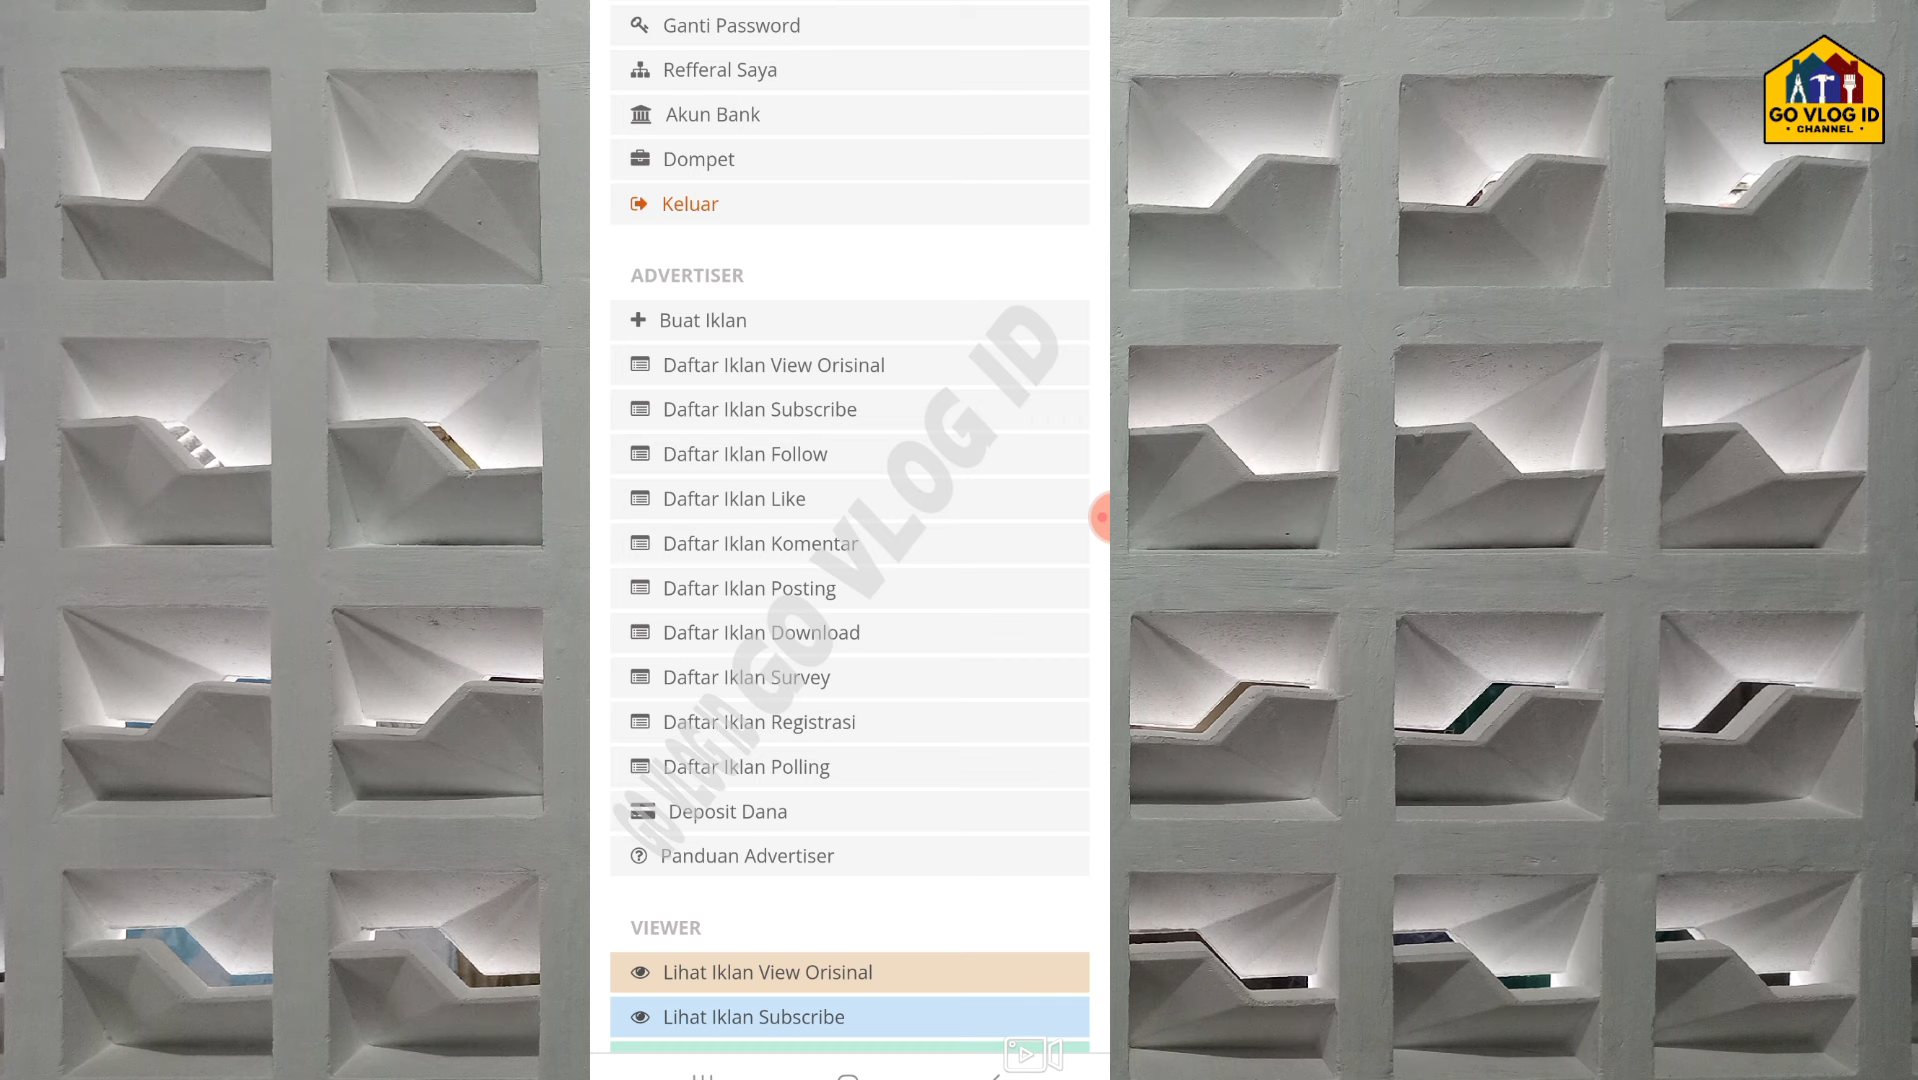 Ganti Password
Refferal Saya
Akun Bank
Dompet
Keluar
ADVERTISER
Buat Iklan
Daftar Iklan View Orisinal
Daftar Iklan Subscribe
Daftar Iklan Follow
Daftar Iklan Like
Daftar Iklan Komentar
Daftar Iklan Posting
Daftar Iklan Download
Daftar Iklan Survey
Daftar Iklan Registrasi
Daftar Iklan Polling
Deposit Dana
Panduan Advertiser
VIEWER
Lihat Iklan View Orisinal
Lihat Iklan Subscribe
GO VLOG ID
GO VLOG ID
GO VLOG ID
• CHANNEL •